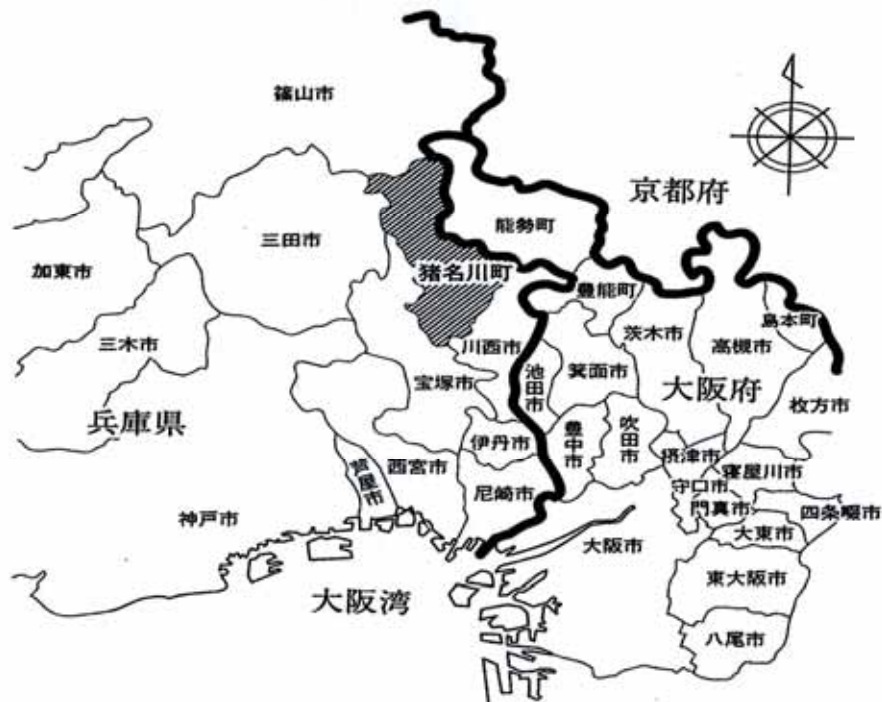 篠山市
京都府
能勢町
三田市
加東市
猪名川町
豊能町
島本町
茨木市
三木市
川西市
高槻市
池田市
箕面市
宝塚市
大阪府
枚方市
兵庫県
伊丹市
豊中市
吹田市
摂津市
西宮市
芦屋市
寝屋川市
尼崎市
守口市
門真市
四条畷市
神戸市
大東市
大阪市
東大阪市
大阪湾
八尾市